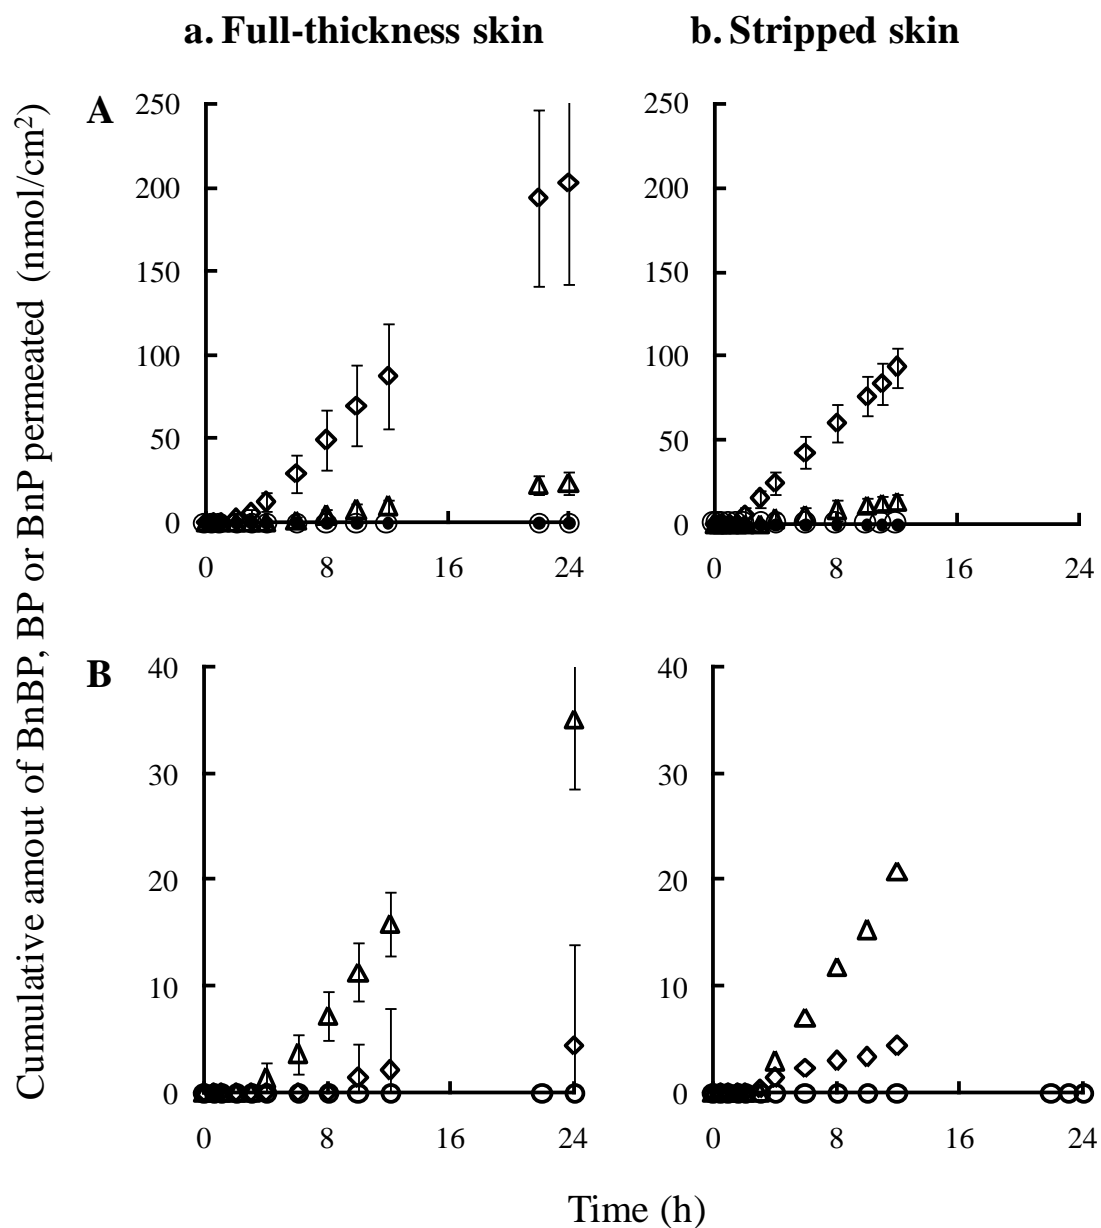 a. Full-thickness skin
b. Stripped skin
Cumulative amout of BnBP, BP or BnP permeated (nmol/cm²)
A
250
200
150
100
50
0
0 8 16 24
250
200
150
100
50
0
0 8 16 24
B
40
30
20
10
0
0 8 16 24
40
30
20
10
0
0 8 16 24
Time (h)